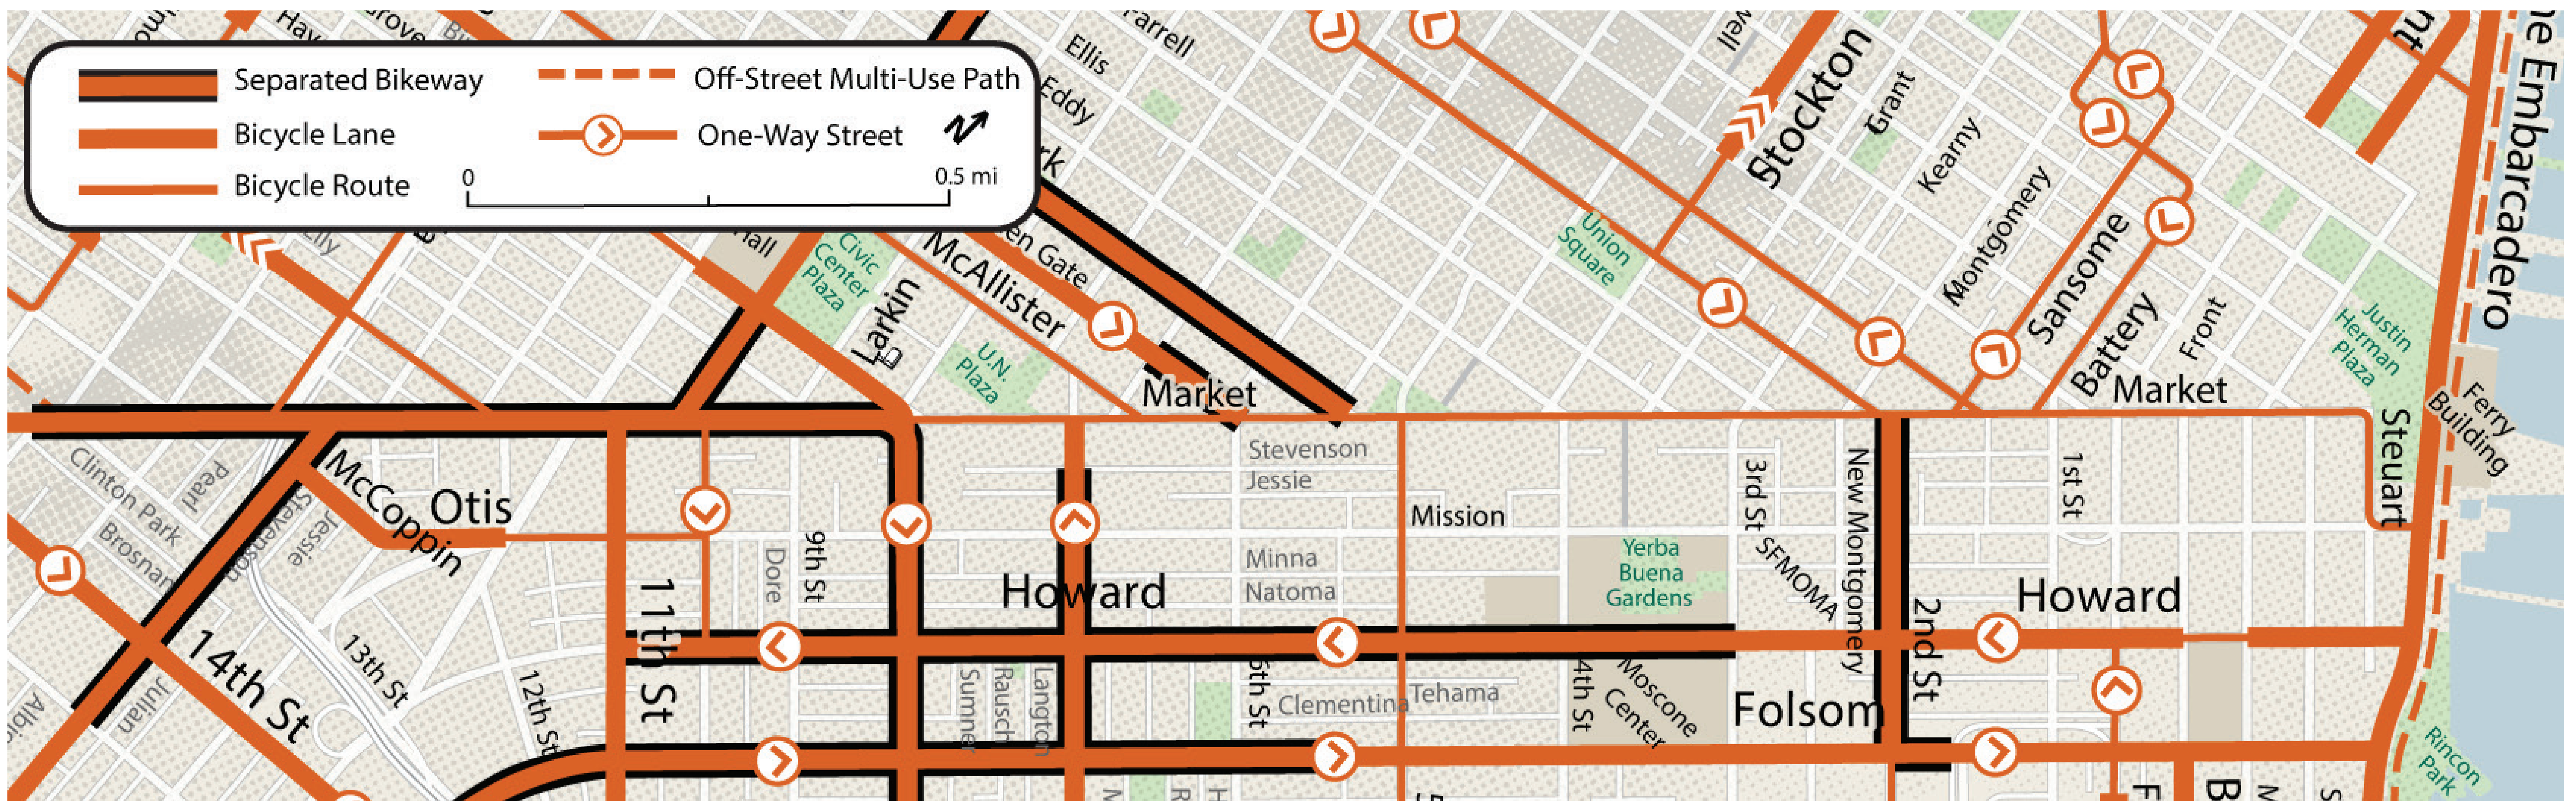 Separated Bikeway
Bicycle Lane
Bicycle Route
Off-Street Multi-Use Path
One-Way Street
N
0
0.5 mi
Ellis
Eddy
Farrell
Stockton
Grant
Kearny
Montgomery
Sansome
Battery
Front
Market
Union
Square
Justin
Herman
Plaza
Ferry
Building
Embarcadero
Steuart
Civic
Center
Plaza
Larkin
McAllister
Gate
U.N.
Plaza
Market
Stevenson
Jessie
Mission
Minna
Natoma
Howard
Yerba
Buena
Gardens
3rd St
SFMOMA
New Montgomery
2nd St
1st St
Howard
Clinton Park
Pearl
Brosnan
Stevenson
Jessie
McCoppin
Otis
11th St
Dore
9th St
14th St
13th St
12th St
Julian
Sumner
Rausch
Langton
6th St
Clementina
Tehama
4th St
Moscone
Center
Folsom
Rincon
Park